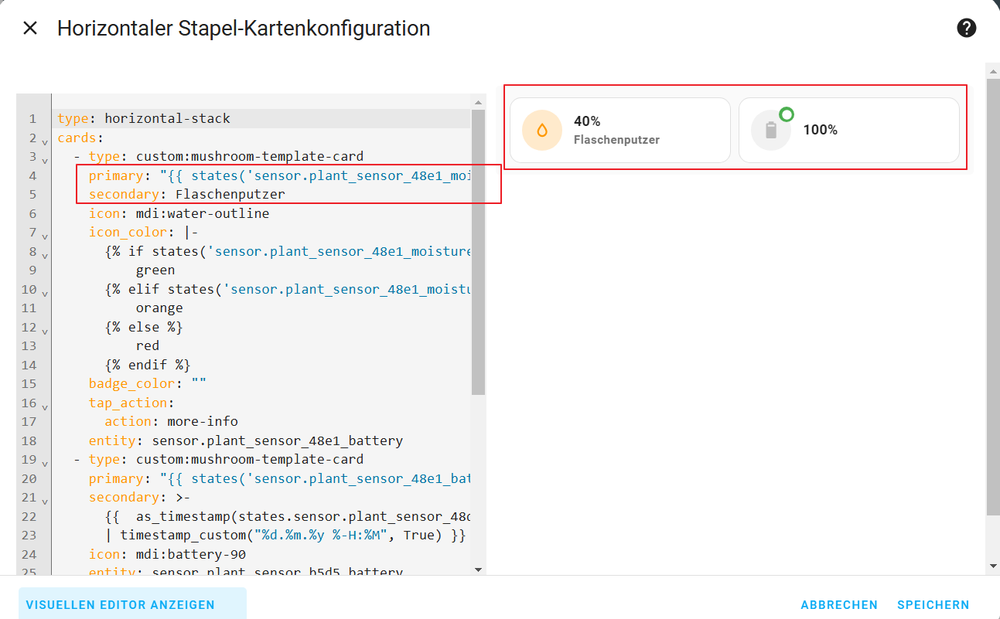 Horizontaler Stapel-Kartenkonfiguration
1 type: horizontal-stack
2 cards:
3 - type: custom:mushroom-template-card
4 primary: "{{ states('sensor.plant_sensor_48e1_moi
5 secondary: Flaschenputzer
6 icon: mdi:water-outline
7 icon_color: |-
8 {% if states('sensor.plant_sensor_48e1_moisture
9 green
10 {% elif states('sensor.plant_sensor_48e1_moistu
11 orange
12 {% else %}
13 red
14 {% endif %}
15 badge_color: ""
16 tap_action:
17 action: more-info
18 entity: sensor.plant_sensor_48e1_battery
19 - type: custom:mushroom-template-card
20 primary: "{{ states('sensor.plant_sensor_48e1_bat
21 secondary: >-
22 {{  as_timestamp(states.sensor.plant_sensor_48
23 | timestamp_custom("%d.%m.%y %-H:%M", True) }}
24 icon: mdi:battery-90
25 entity: sensor.plant_sensor_b5d5_battery
40%
Flaschenputzer
100%
VISUELLEN EDITOR ANZEIGEN
ABBRECHEN
SPEICHERN